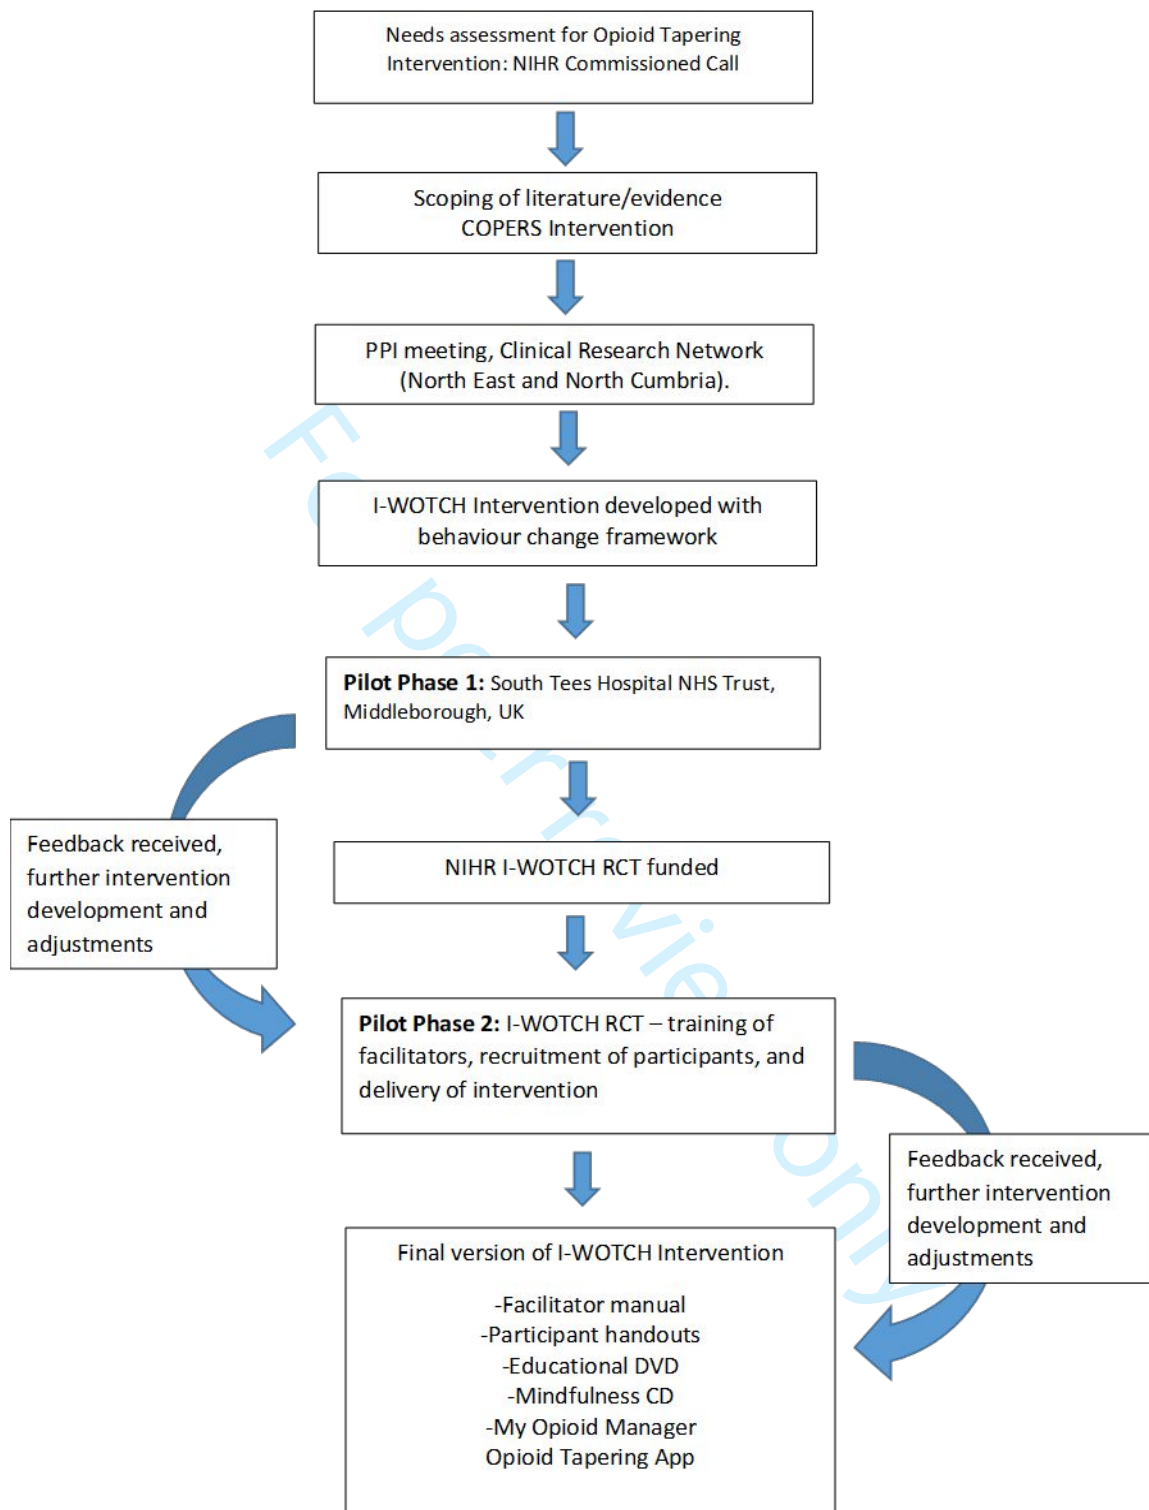 Needs assessment for Opioid Tapering
Intervention: NIHR Commissioned Call
Scoping of literature/evidence
COPERS Intervention
PPI meeting, Clinical Research Network
(North East and North Cumbria).
I-WOTCH Intervention developed with
behaviour change framework
Pilot Phase 1: South Tees Hospital NHS Trust,
Middleborough, UK
Feedback received,
further intervention
development and
adjustments
NIHR I-WOTCH RCT funded
Pilot Phase 2: I-WOTCH RCT – training of
facilitators, recruitment of participants, and
delivery of intervention
Feedback received,
further intervention
development and
adjustments
Final version of I-WOTCH Intervention
-Facilitator manual
-Participant handouts
-Educational DVD
-Mindfulness CD
-My Opioid Manager
Opioid Tapering App
For peer review only